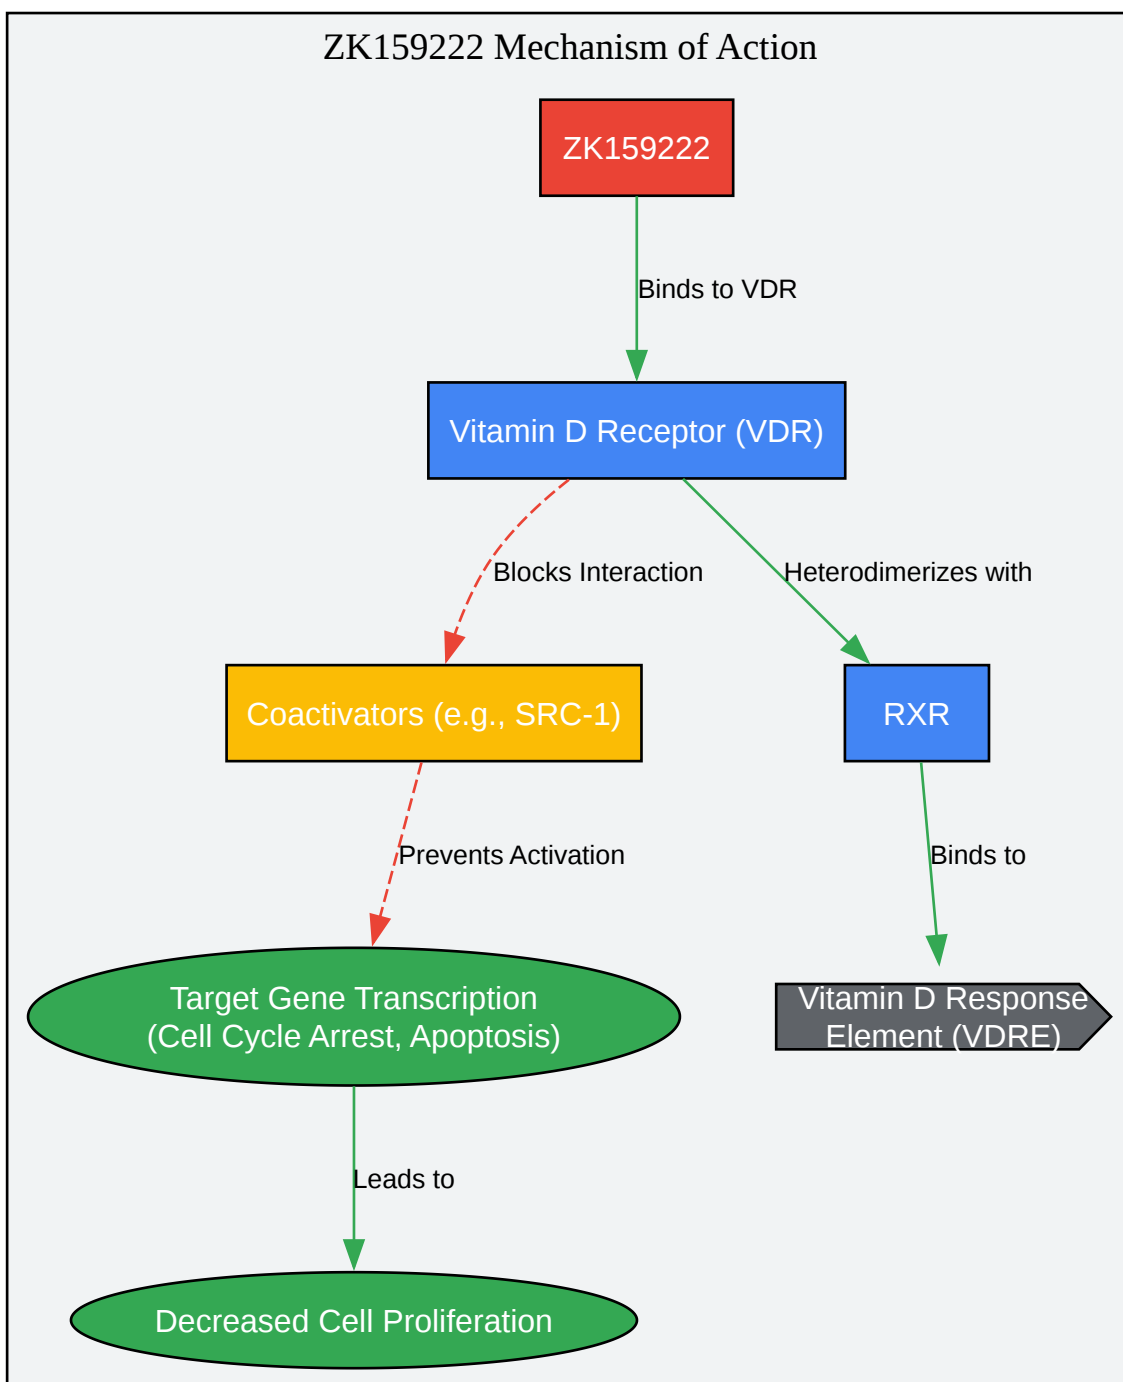 ZK159222 Mechanism of Action
ZK159222
Binds to VDR
Vitamin D Receptor (VDR)
Blocks Interaction
Heterodimerizes with
Coactivators (e.g., SRC-1)
RXR
Prevents Activation
Binds to
Target Gene Transcription
(Cell Cycle Arrest, Apoptosis)
Vitamin D Response
Element (VDRE)
Leads to
Decreased Cell Proliferation